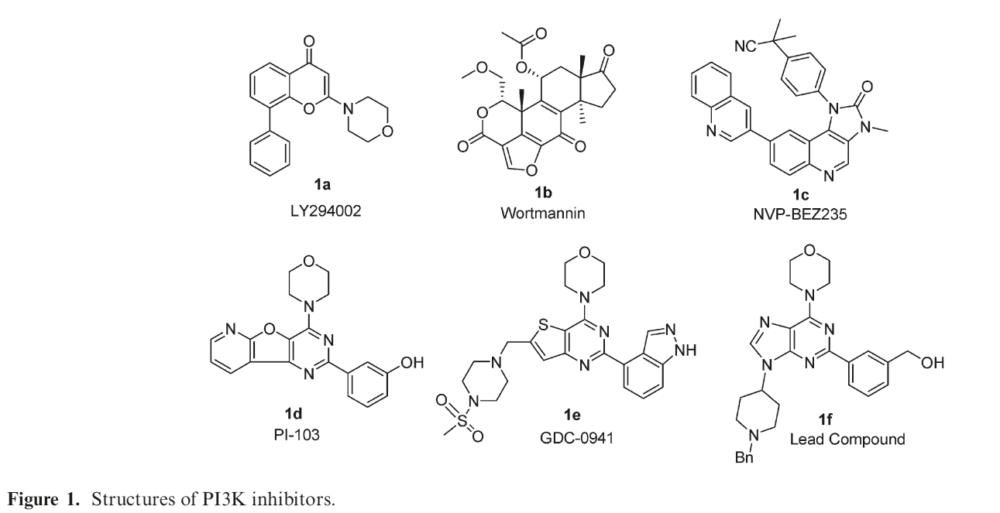 1a
LY294002
1b
Wortmannin
1c
NVP-BEZ235
1d
PI-103
1e
GDC-0941
1f
Lead Compound
O
O
N
O
O
O
O
O
O
O
O
O
NC
N
O
N
N
N
O
N
N
O
N
N
OH
O
N
S
N
N
N
NH
N
N
O
S
O
O
N
N
N
N
N
OH
N
Bn
Figure 1. Structures of PI3K inhibitors.